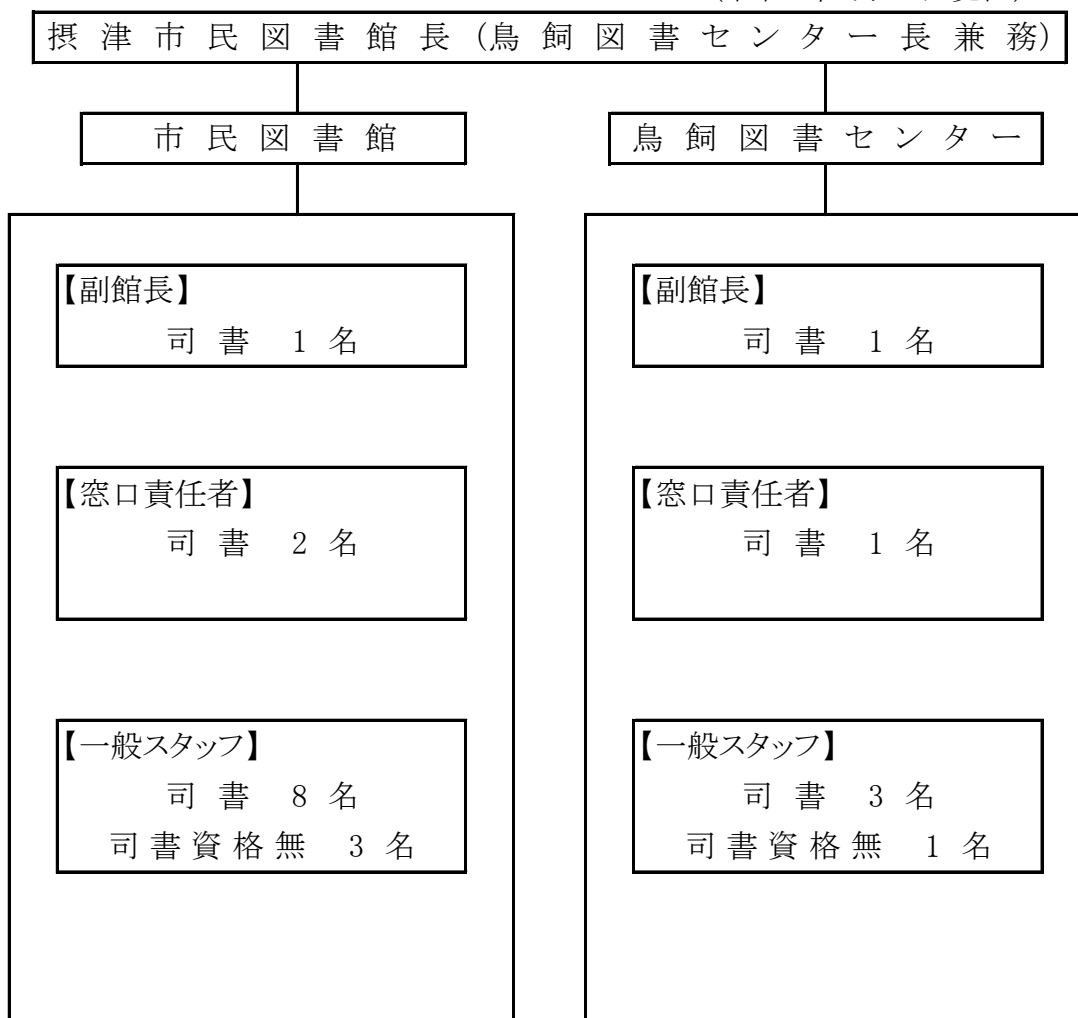 摂津市民図書館長(鳥飼図書センター長兼務)
市民図書館
鳥飼図書センター
【副館長】
司書 1名
【窓口責任者】
司書 2名
【一般スタッフ】
司書 8名
司書資格無 3名
【副館長】
司書 1名
【窓口責任者】
司書 1名
【一般スタッフ】
司書 3名
司書資格無 1名